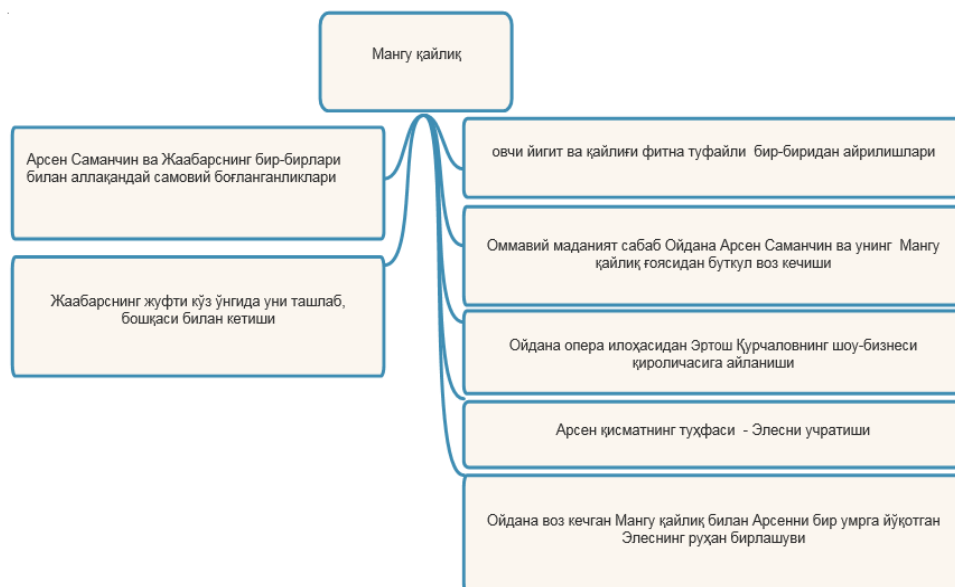 Мангу қайлиқ
Арсен Саманчин ва Жаабарснинг бир-бирлари
билан аллақандай самовий боғланганликлари
Жаабарснинг жуфти кўз ўнгида уни ташлаб,
бошқаси билан кетиши
овчи йигит ва қайлиғи фитна туфайли бир-биридан айрилишлари
Оммавий маданият сабаб Ойдана Арсен Саманчин ва унинг Мангу
қайлиқ ғоясидан буткул воз кечиши
Ойдана опера илоҳасидан Эртош Қурчаловнинг шоу-бизнеси
қироличасига айланиши
Арсен қисматнинг туҳфаси - Элесни учратиши
Ойдана воз кечган Мангу қайлиқ билан Арсенни бир умрга йўқотган
Элеснинг руҳан бирлашуви